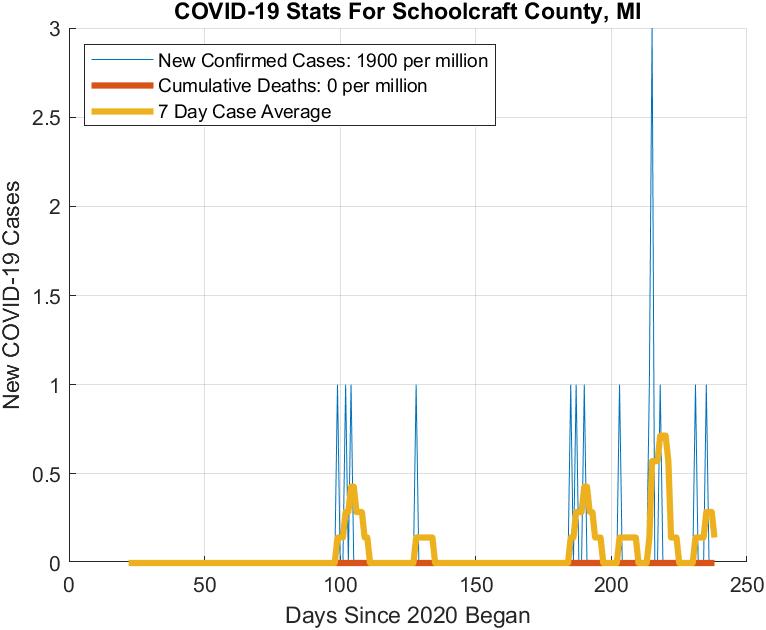 COVID-19 Stats For Schoolcraft County, MI
New Confirmed Cases: 1900 per million
Cumulative Deaths: 0 per million
7 Day Case Average
3
2.5
2
1.5
1
0.5
0
New COVID-19 Cases
0 50 100 150 200 250
Days Since 2020 Began